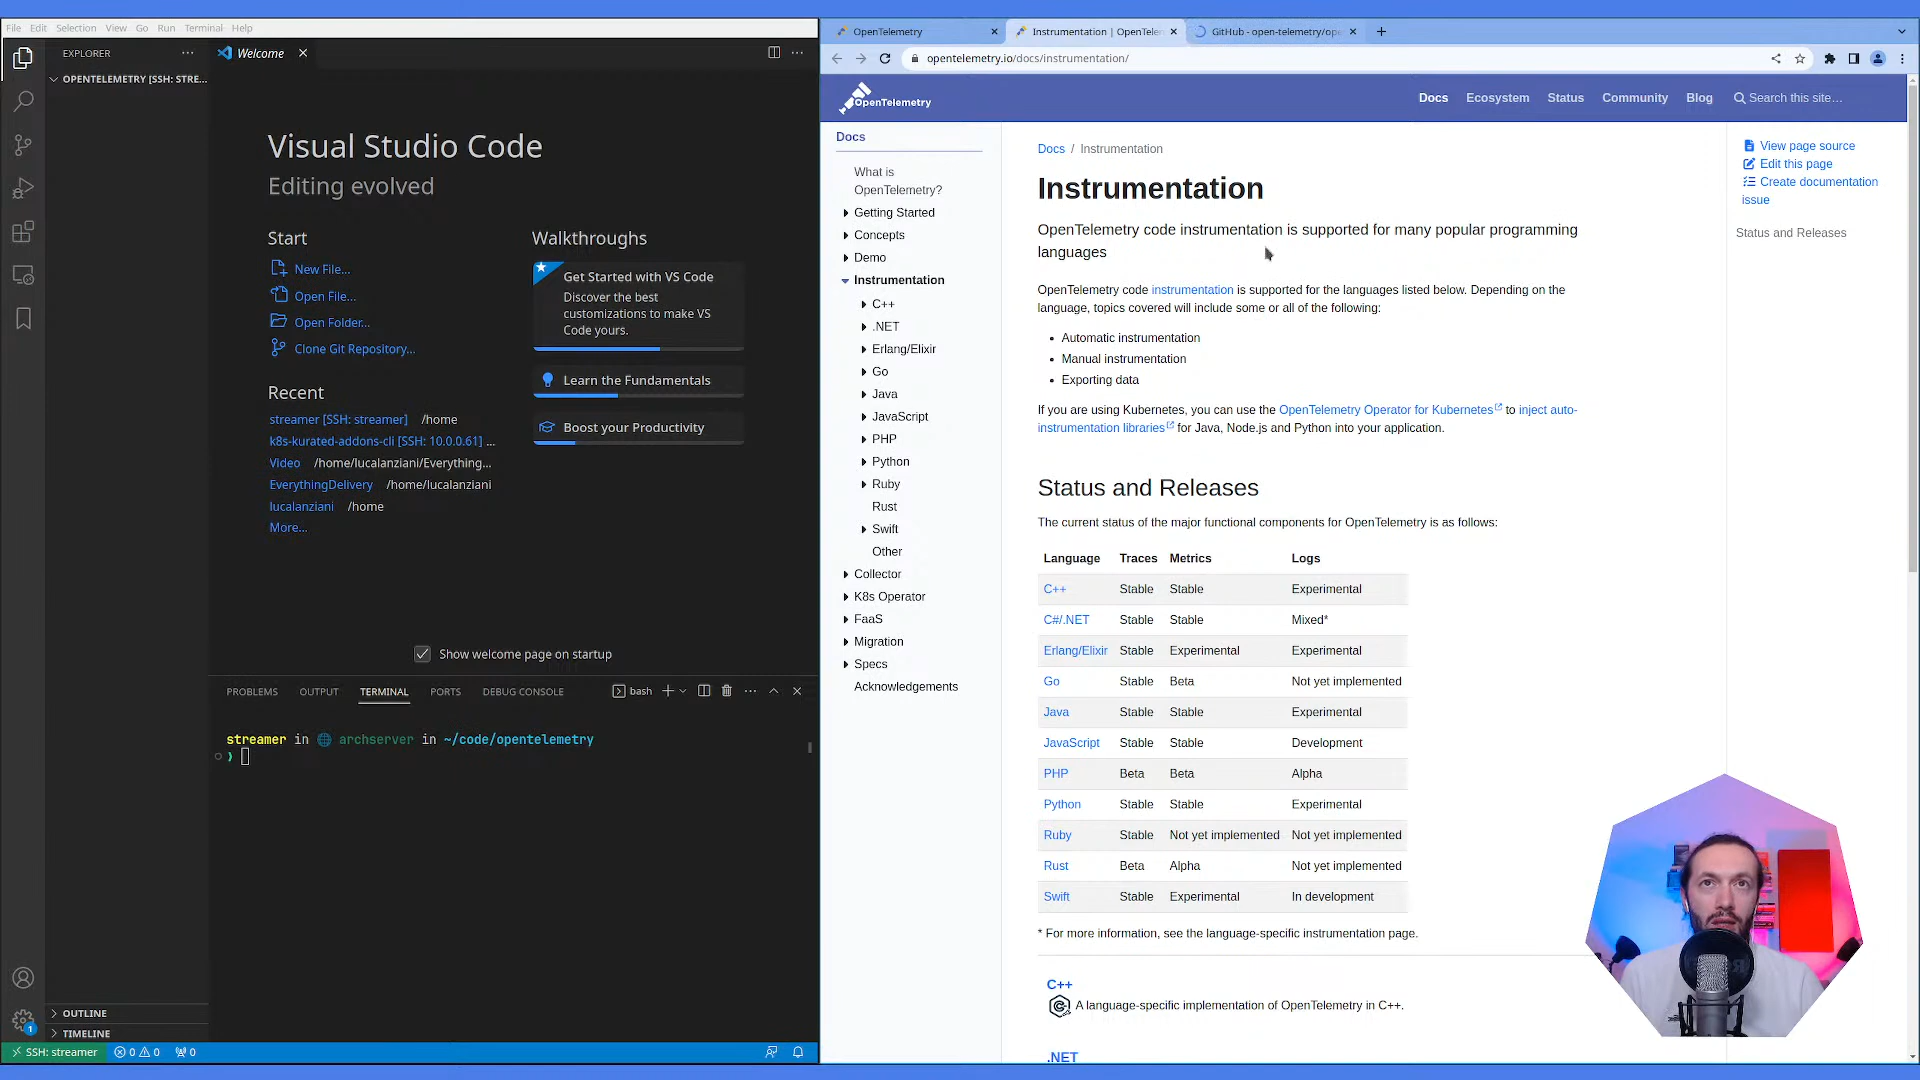 File Edit Selection View Go Run Terminal Help
EXPLORER
OPENTELEMETRY [SSH: STRE...
Welcome
Visual Studio Code
Editing evolved
Start
New File...
Open File...
Open Folder...
Clone Git Repository...
Recent
streamer [SSH: streamer] /home
k8s-kurated-addons-cli [SSH: 10.0.0.61] ...
Video /home/lucalanziani/Everything...
EverythingDelivery /home/lucalanziani
lucalanziani /home
More...
Walkthroughs
Get Started with VS Code
Discover the best
customizations to make VS
Code yours.
Learn the Fundamentals
Boost your Productivity
Show welcome page on startup
PROBLEMS OUTPUT TERMINAL PORTS DEBUG CONSOLE
bash
streamer in archserver in ~/code/opentelemetry
❯
OUTLINE
TIMELINE
1
SSH: streamer
0 0 0
OpenTelemetry
Instrumentation | OpenTele
GitHub - open-telemetry/ope
opentelemetry.io/docs/instrumentation/
OpenTelemetry
Docs Ecosystem Status Community Blog Search this site…
Docs
What is
OpenTelemetry?
Getting Started
Concepts
Demo
Instrumentation
C++
.NET
Erlang/Elixir
Go
Java
JavaScript
PHP
Python
Ruby
Rust
Swift
Other
Collector
K8s Operator
FaaS
Migration
Specs
Acknowledgements
Docs / Instrumentation
Instrumentation
OpenTelemetry code instrumentation is supported for many popular programming
languages
OpenTelemetry code instrumentation is supported for the languages listed below. Depending on the
language, topics covered will include some or all of the following:
• Automatic instrumentation
• Manual instrumentation
• Exporting data
If you are using Kubernetes, you can use the OpenTelemetry Operator for Kubernetes to inject auto-
instrumentation libraries for Java, Node.js and Python into your application.
Status and Releases
The current status of the major functional components for OpenTelemetry is as follows:
Language Traces Metrics Logs
C++ Stable Stable Experimental
C#/.NET Stable Stable Mixed*
Erlang/Elixir Stable Experimental Experimental
Go Stable Beta Not yet implemented
Java Stable Stable Experimental
JavaScript Stable Stable Development
PHP Beta Beta Alpha
Python Stable Stable Experimental
Ruby Stable Not yet implemented Not yet implemented
Rust Beta Alpha Not yet implemented
Swift Stable Experimental In development
* For more information, see the language-specific instrumentation page.
C++
A language-specific implementation of OpenTelemetry in C++.
.NET
View page source
Edit this page
Create documentation
issue
Status and Releases